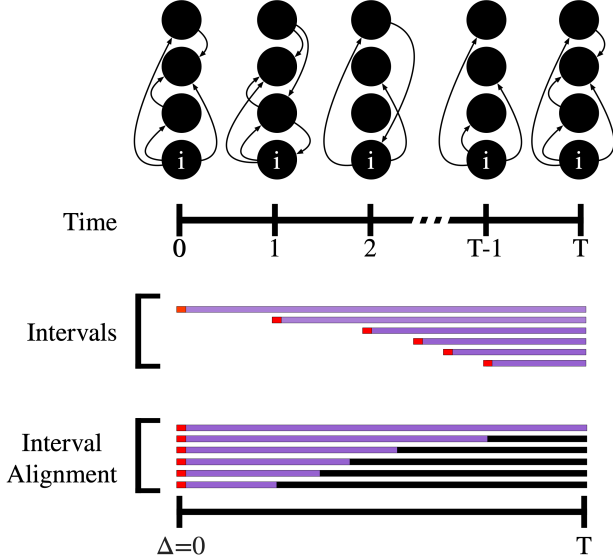 i i i i i
Time
0 1 2 T-1 T
Intervals
Interval
Alignment
Δ=0 T